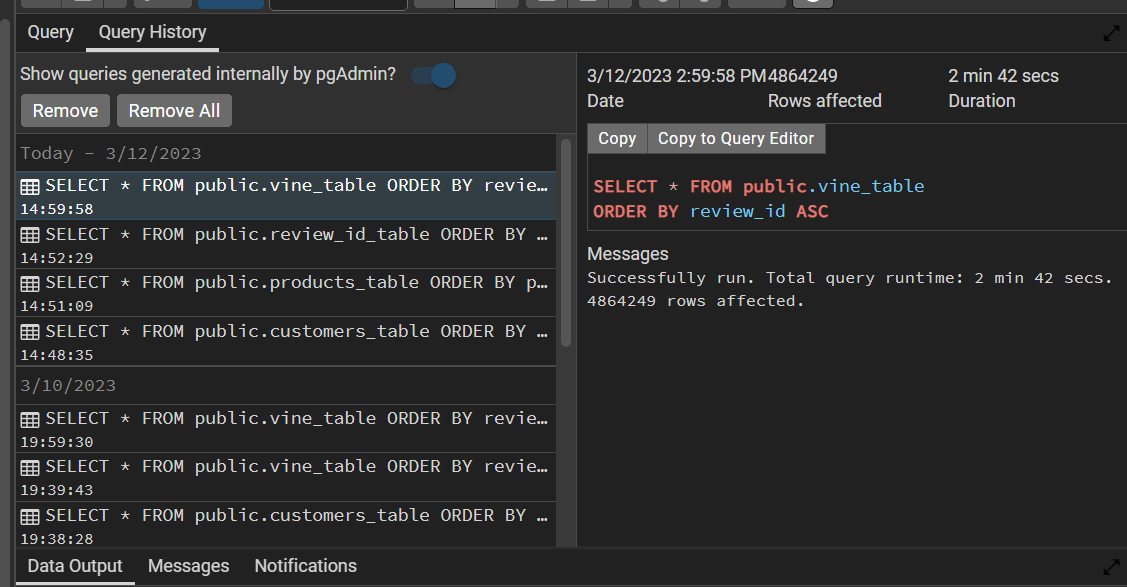 Query Query History
Show queries generated internally by pgAdmin?
Remove Remove All
Today - 3/12/2023
SELECT * FROM public.vine_table ORDER BY revie…
14:59:58
SELECT * FROM public.review_id_table ORDER BY …
14:52:29
SELECT * FROM public.products_table ORDER BY p…
14:51:09
SELECT * FROM public.customers_table ORDER BY …
14:48:35
3/10/2023
SELECT * FROM public.vine_table ORDER BY revie…
19:59:30
SELECT * FROM public.vine_table ORDER BY revie…
19:39:43
SELECT * FROM public.customers_table ORDER BY …
19:38:28
3/12/2023 2:59:58 PM 4864249 2 min 42 secs
Date Rows affected Duration
Copy Copy to Query Editor
SELECT * FROM public.vine_table
ORDER BY review_id ASC
Messages
Successfully run. Total query runtime: 2 min 42 secs.
4864249 rows affected.
Data Output Messages Notifications